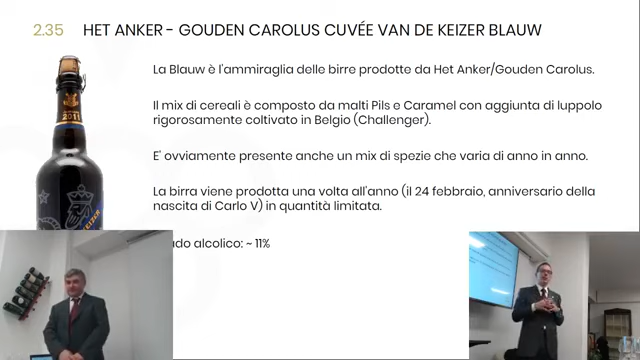 2.35 HET ANKER - GOUDEN CAROLUS CUVÉE VAN DE KEIZER BLAUW
La Blauw è l'ammiraglia delle birre prodotte da Het Anker/Gouden Carolus.
Il mix di cereali è composto da malti Pils e Caramel con aggiunta di luppolo
rigorosamente coltivato in Belgio (Challenger).
E' ovviamente presente anche un mix di spezie che varia di anno in anno.
La birra viene prodotta una volta all'anno (il 24 febbraio, anniversario della
nascita di Carlo V) in quantità limitata.
alcolico: ~ 11%
2011
KEIZER